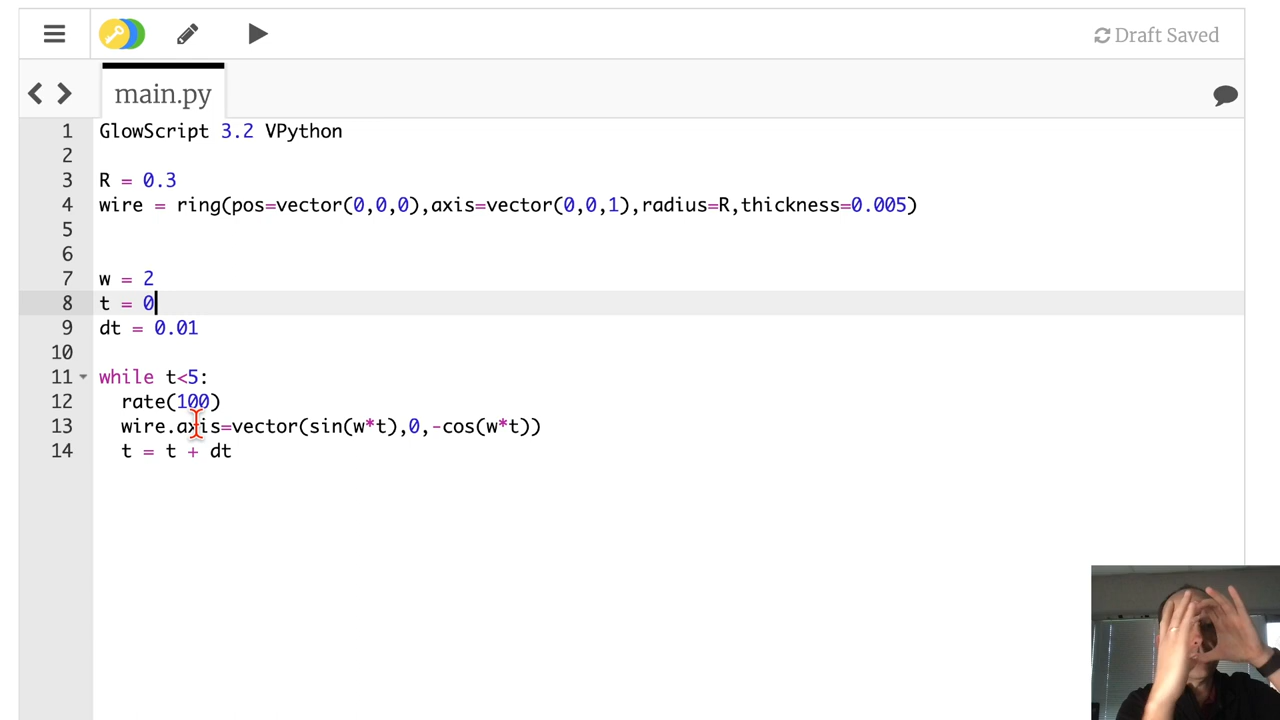 Draft Saved
main.py
1 GlowScript 3.2 VPython
2
3 R = 0.3
4 wire = ring(pos=vector(0,0,0),axis=vector(0,0,1),radius=R,thickness=0.005)
5
6
7 w = 2
8 t = 0
9 dt = 0.01
10
11 while t<5:
12 rate(100)
13 wire.axis=vector(sin(w*t),0,-cos(w*t))
14 t = t + dt